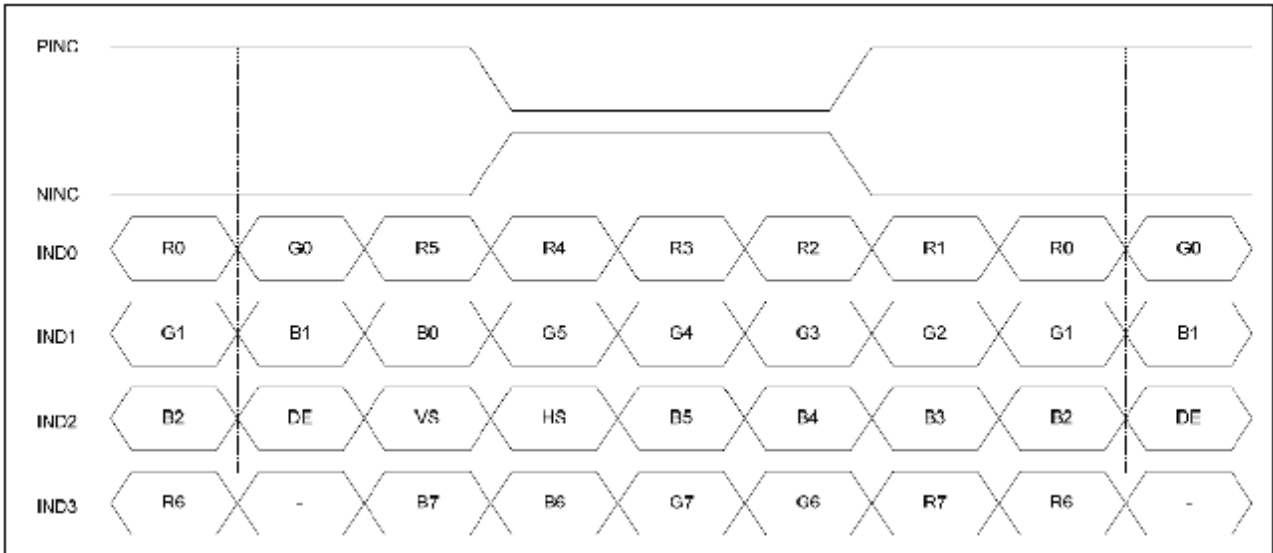 PINC
NINC
IND0 R0 G0 R5 R4 R3 R2 R1 R0 G0
IND1 G1 B1 B0 G5 G4 G3 G2 G1 B1
IND2 B2 DE VS HS B5 B4 B3 B2 DE
IND3 R6 - B7 B6 G7 G6 R7 R6 -